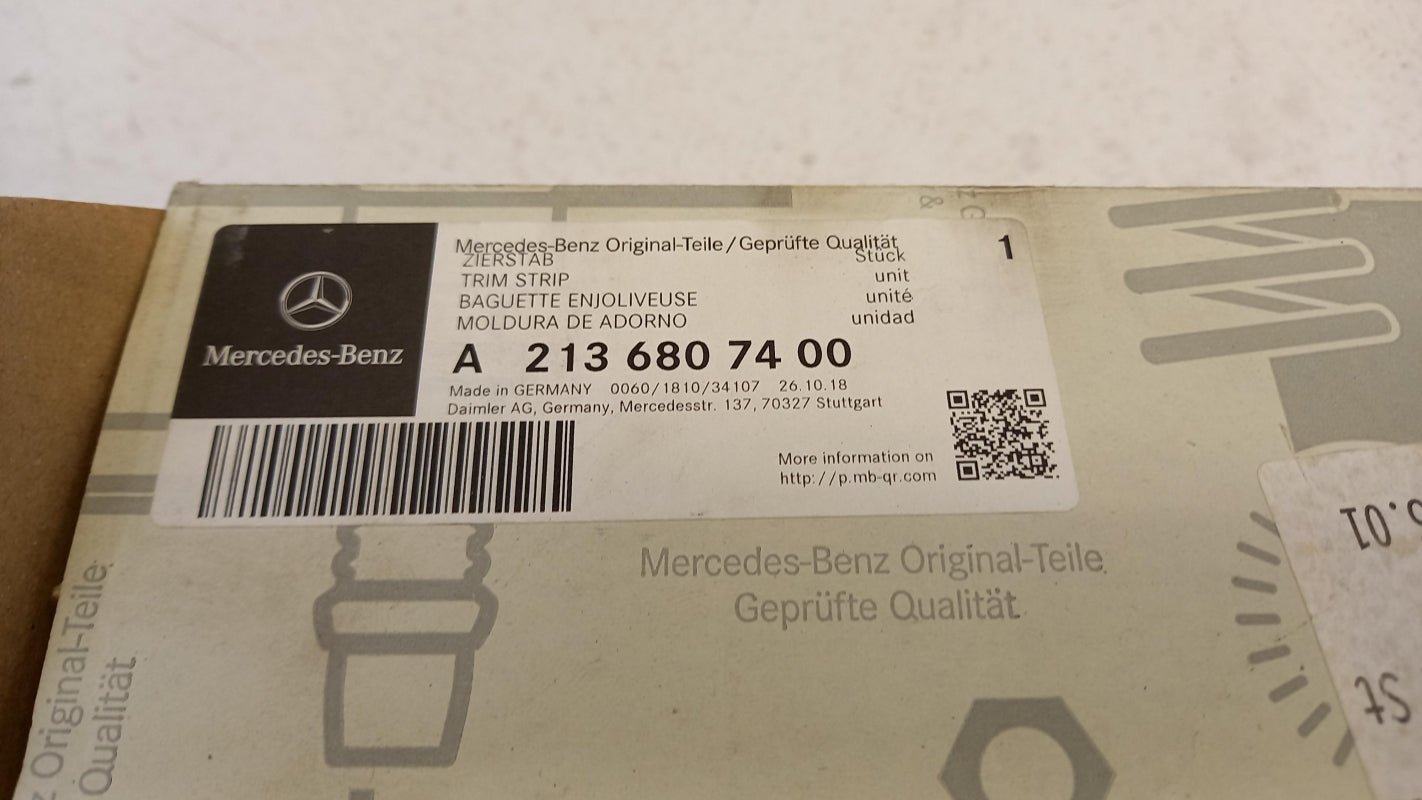 Mercedes-Benz Original-Teile/Geprüfte Qualität
1
ZIERSTAB Stück
TRIM STRIP unit
BAGUETTE ENJOLIVEUSE unité
MOLDURA DE ADORNO unidad
Mercedes-Benz
A 213 680 74 00
Made in GERMANY 0060/1810/34107 26.10.18
Daimler AG, Germany, Mercedesstr. 137, 70327 Stuttgart
More information on
http://p.mb-qr.com
Mercedes-Benz Original-Teile
Geprüfte Qualität
Original-Teile
Qualität
&
St